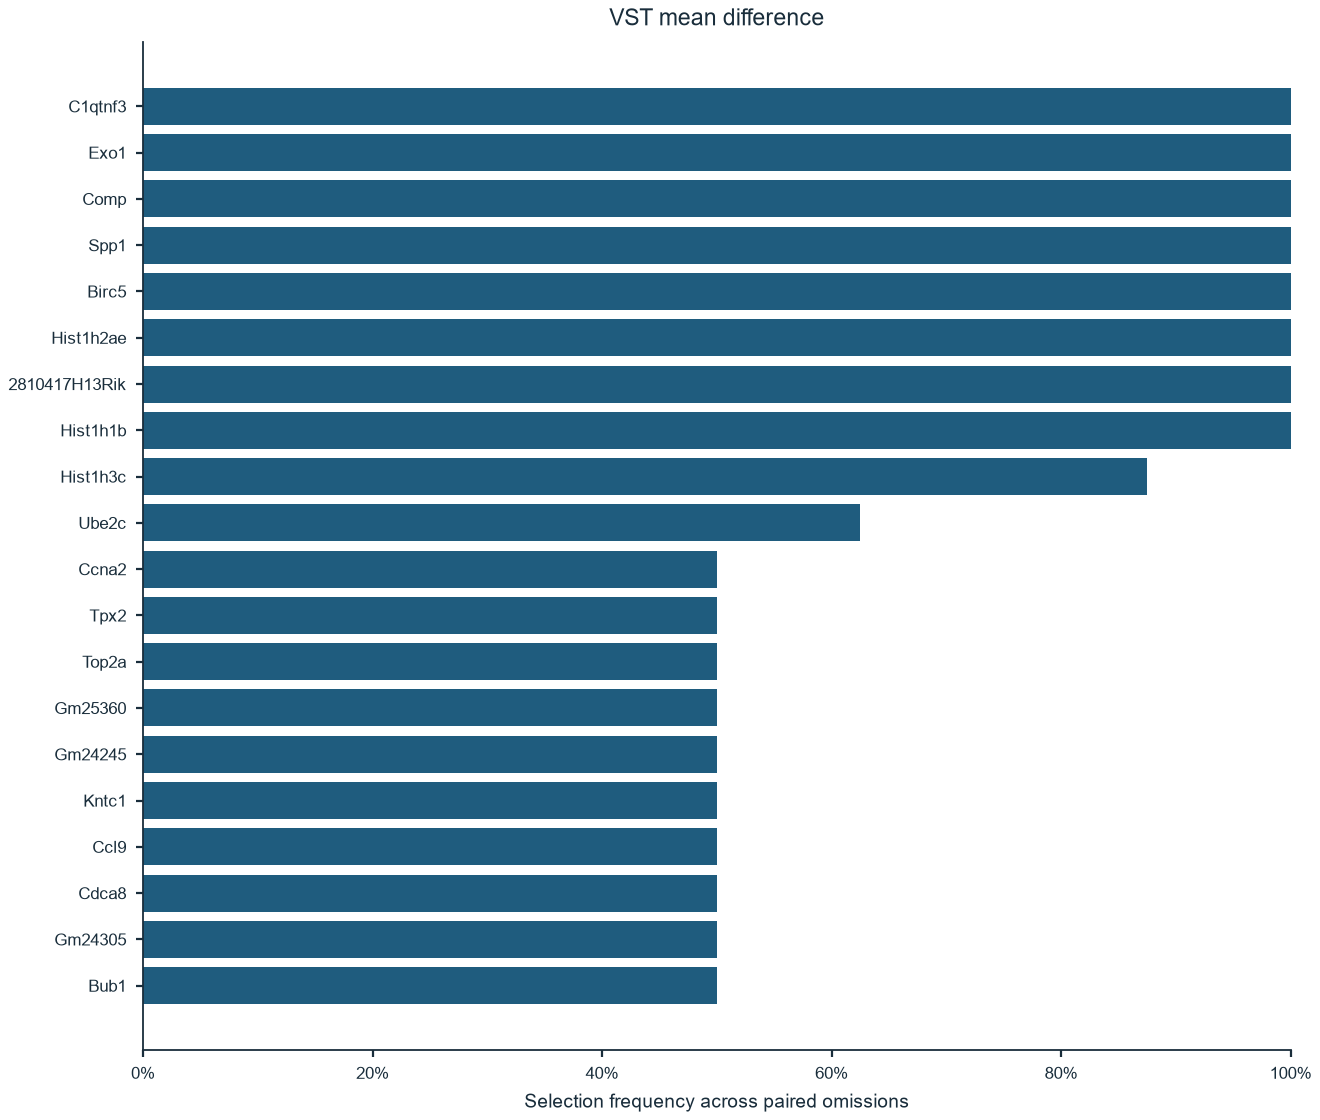 VST mean difference
C1qtnf3
Exo1
Comp
Spp1
Birc5
Hist1h2ae
2810417H13Rik
Hist1h1b
Hist1h3c
Ube2c
Ccna2
Tpx2
Top2a
Gm25360
Gm24245
Kntc1
Ccl9
Cdca8
Gm24305
Bub1
0% 20% 40% 60% 80% 100%
Selection frequency across paired omissions